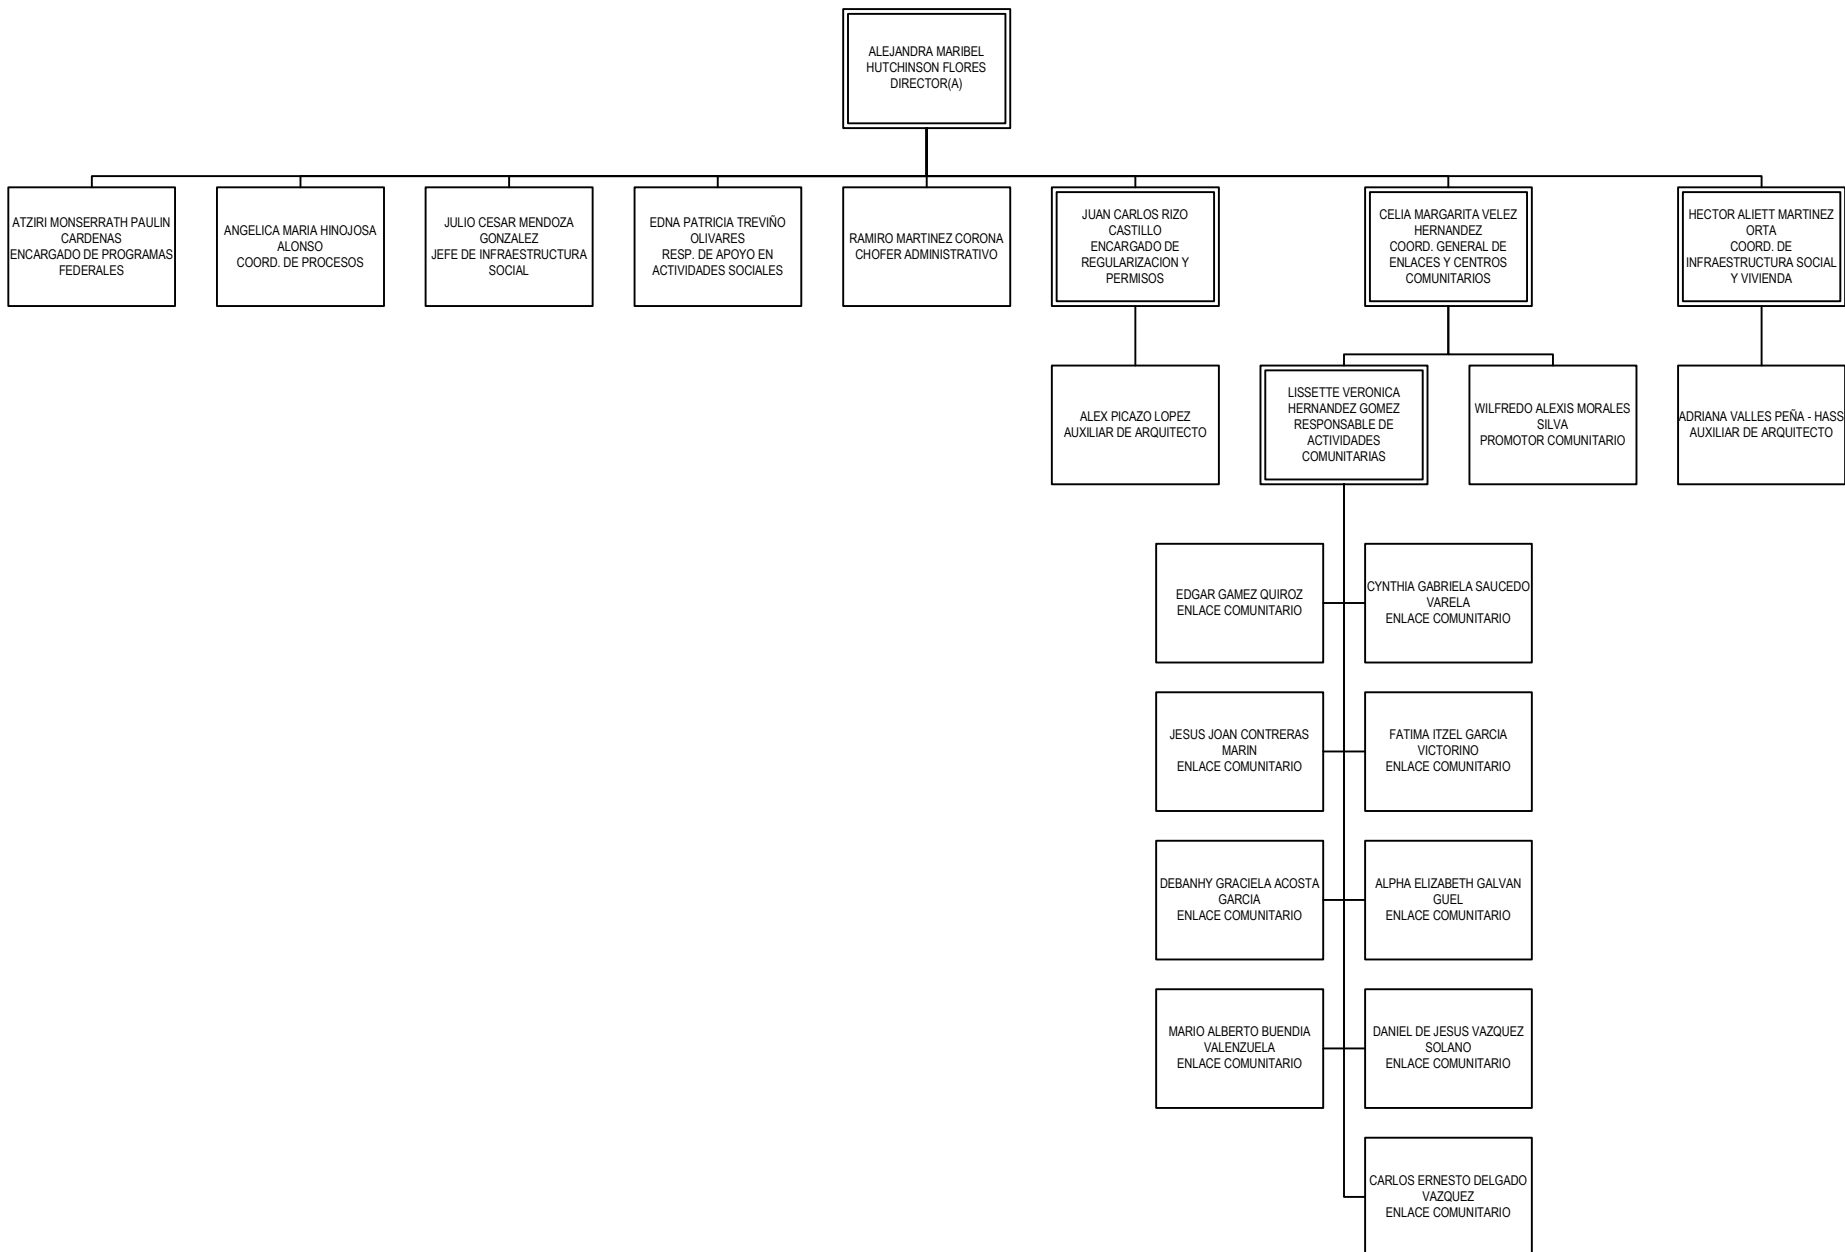 ALEJANDRA MARIBEL
HUTCHINSON FLORES
DIRECTOR(A)
ATZIRI MONSERRATH PAULIN
CARDENAS
ENCARGADO DE PROGRAMAS
FEDERALES
ANGELICA MARIA HINOJOSA
ALONSO
COORD. DE PROCESOS
JULIO CESAR MENDOZA
GONZALEZ
JEFE DE INFRAESTRUCTURA
SOCIAL
EDNA PATRICIA TREVIÑO
OLIVARES
RESP. DE APOYO EN
ACTIVIDADES SOCIALES
RAMIRO MARTINEZ CORONA
CHOFER ADMINISTRATIVO
JUAN CARLOS RIZO
CASTILLO
ENCARGADO DE
REGULARIZACION Y
PERMISOS
CELIA MARGARITA VELEZ
HERNANDEZ
COORD. GENERAL DE
ENLACES Y CENTROS
COMUNITARIOS
HECTOR ALIETT MARTINEZ
ORTA
COORD. DE
INFRAESTRUCTURA SOCIAL
Y VIVIENDA
ALEX PICAZO LOPEZ
AUXILIAR DE ARQUITECTO
LISSETTE VERONICA
HERNANDEZ GOMEZ
RESPONSABLE DE
ACTIVIDADES
COMUNITARIAS
WILFREDO ALEXIS MORALES
SILVA
PROMOTOR COMUNITARIO
ADRIANA VALLES PEÑA - HASS
AUXILIAR DE ARQUITECTO
EDGAR GAMEZ QUIROZ
ENLACE COMUNITARIO
CYNTHIA GABRIELA SAUCEDO
VARELA
ENLACE COMUNITARIO
JESUS JOAN CONTRERAS
MARIN
ENLACE COMUNITARIO
FATIMA ITZEL GARCIA
VICTORINO
ENLACE COMUNITARIO
DEBANHY GRACIELA ACOSTA
GARCIA
ENLACE COMUNITARIO
ALPHA ELIZABETH GALVAN
GUEL
ENLACE COMUNITARIO
MARIO ALBERTO BUENDIA
VALENZUELA
ENLACE COMUNITARIO
DANIEL DE JESUS VAZQUEZ
SOLANO
ENLACE COMUNITARIO
CARLOS ERNESTO DELGADO
VAZQUEZ
ENLACE COMUNITARIO